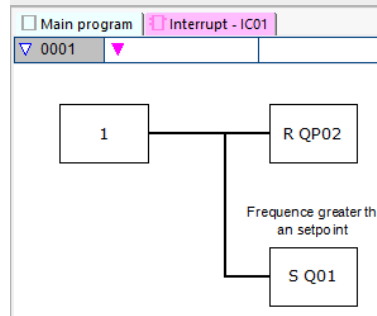 Main program Interrupt - IC01
0001
1 R QP02
Frequence greater th
an setpoint
S Q01